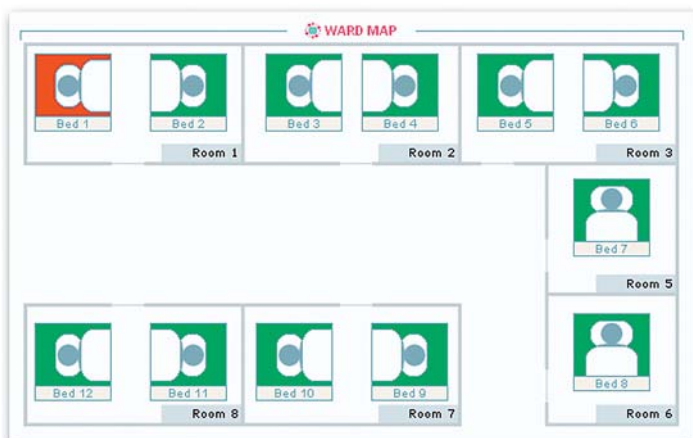 WARD MAP
Bed 1
Bed 2
Bed 3
Bed 4
Bed 5
Bed 6
Room 1
Room 2
Room 3
Bed 7
Room 5
Bed 12
Bed 11
Bed 10
Bed 9
Bed 8
Room 8
Room 7
Room 6